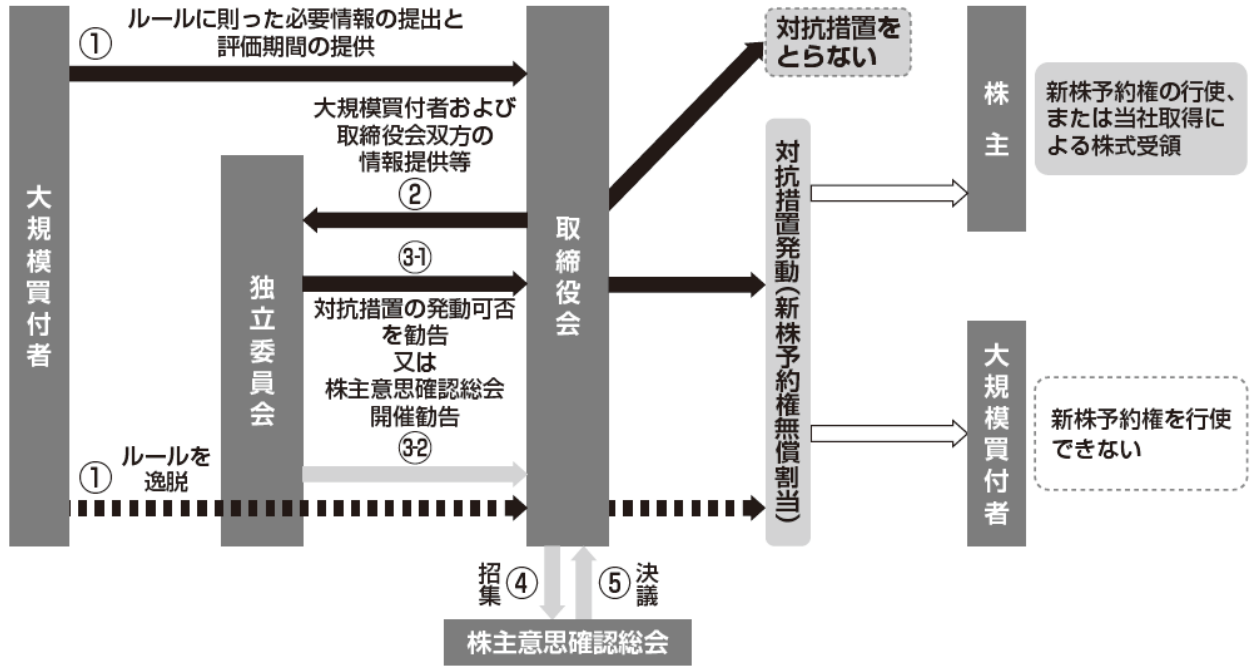 ①
ルールに則った必要情報の提出と
評価期間の提供
大規模買付者および
取締役会双方の
情報提供等
②
③-1
対抗措置の発動可否
を勧告
又は
株主意思確認総会
開催勧告
③-2
①
ルールを
逸脱
大規模買付者
独立委員会
取締役会
対抗措置を
とらない
対抗措置発動(新株予約権無償割当)
株主
新株予約権の行使、
または当社取得に
よる株式受領
大規模買付者
新株予約権を行使
できない
招集
④
⑤
決議
株主意思確認総会